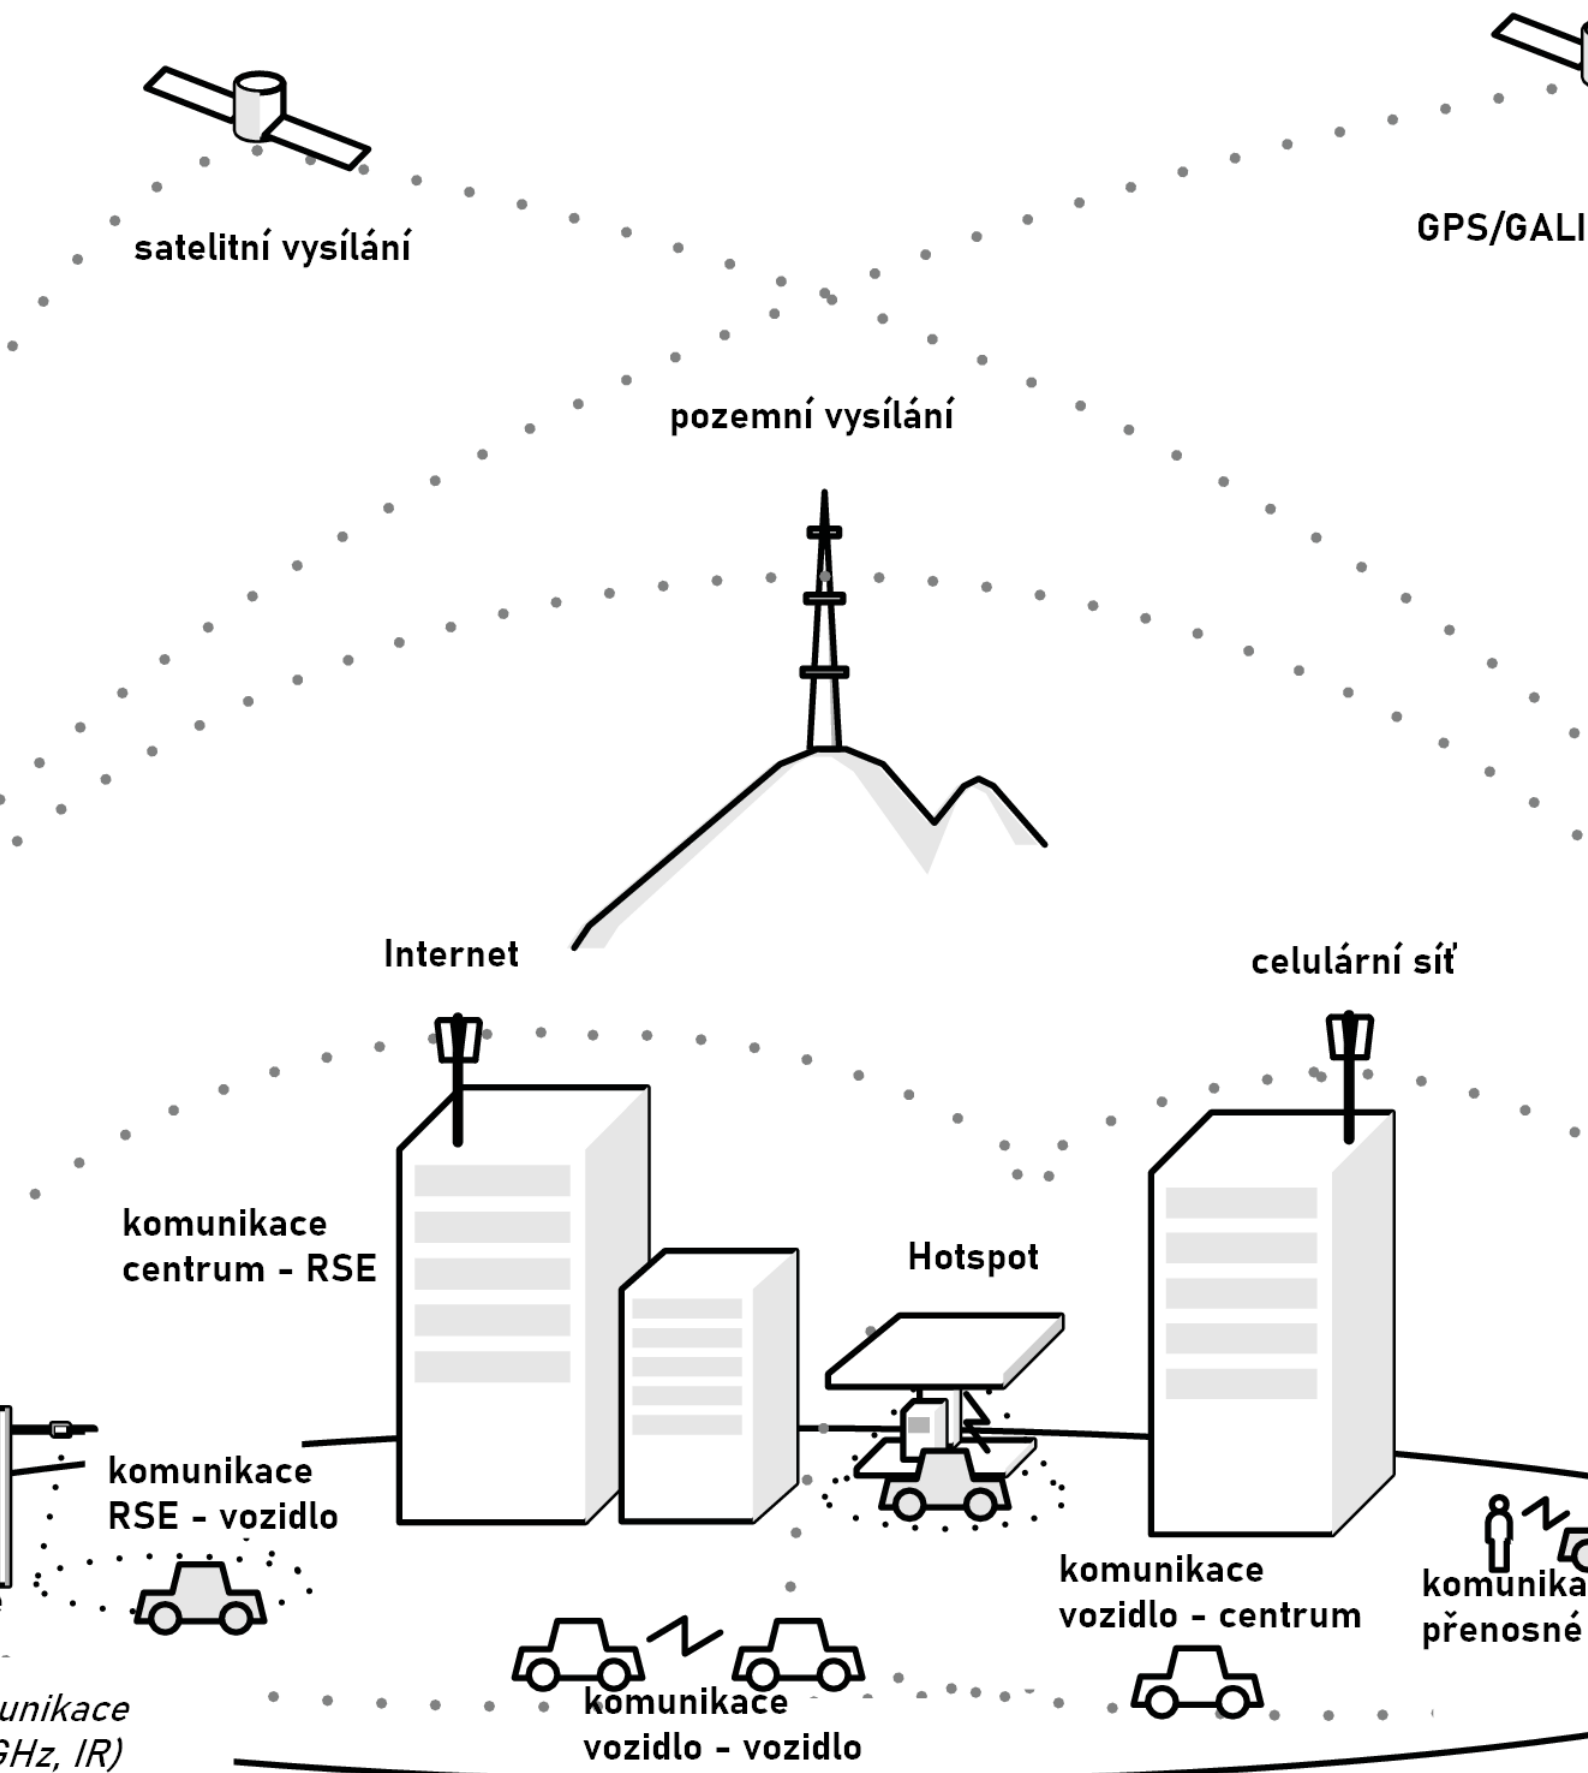 satelitní vysílání
GPS/GALI
pozemní vysílání
Internet
celulární síť
komunikace
centrum - RSE
Hotspot
komunikace
RSE - vozidlo
komunikace
vozidlo - centrum
komunika
přenosné
unikace
GHz, IR)
komunikace
vozidlo - vozidlo